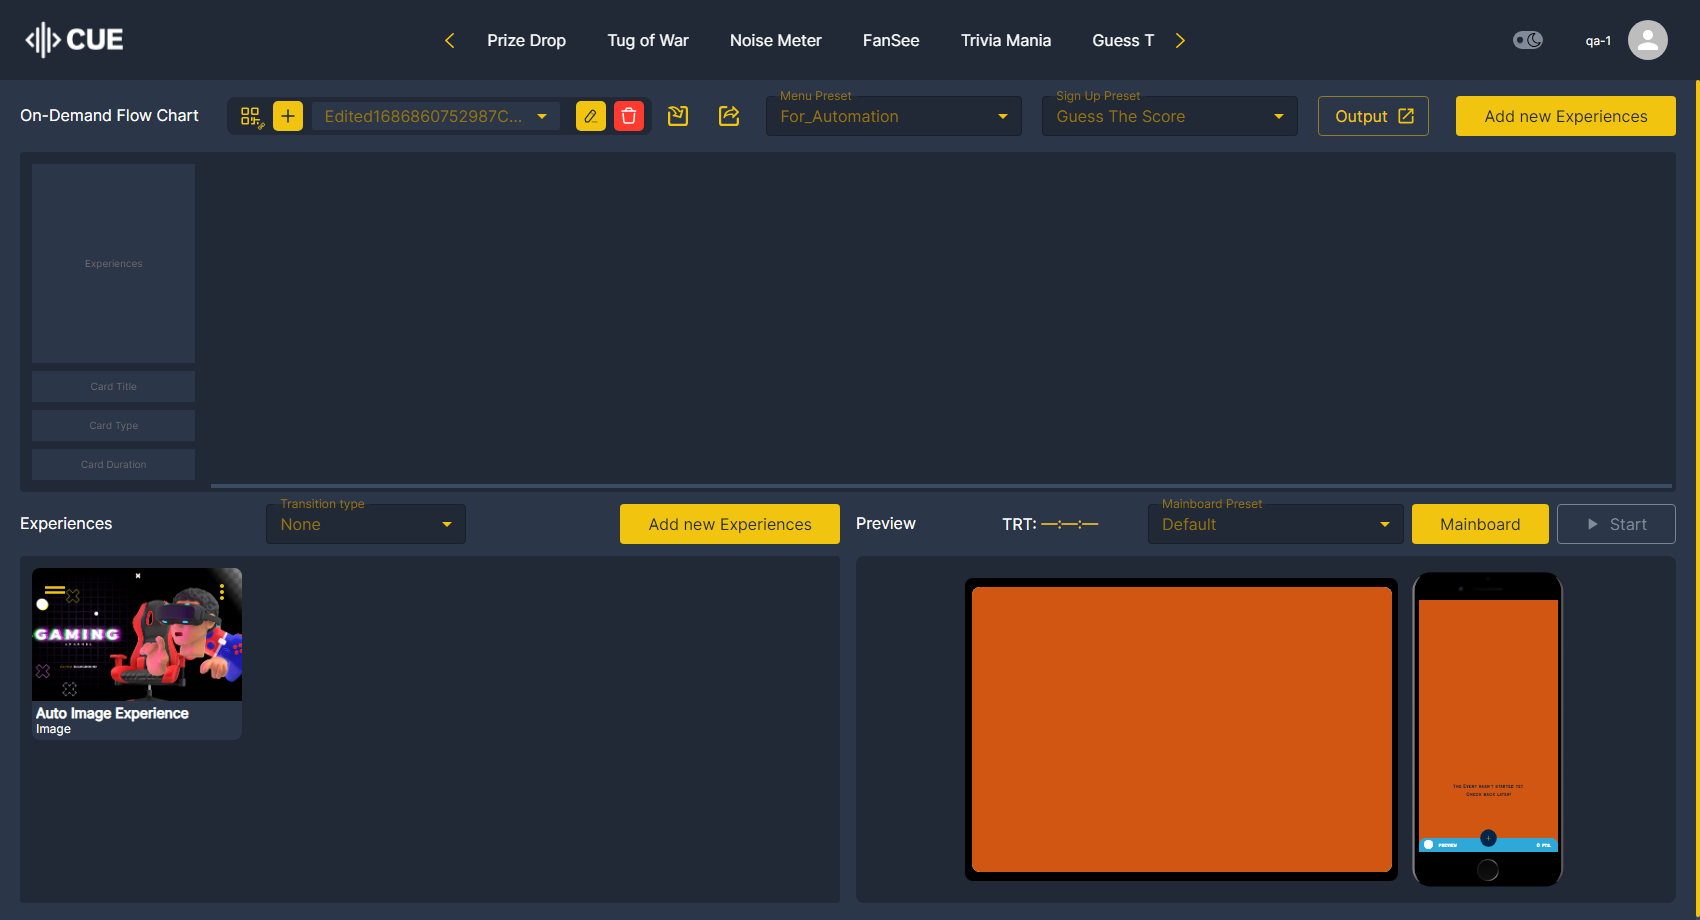 CUE
Prize Drop
Tug of War
Noise Meter
FanSee
Trivia Mania
Guess T
qa-1
On-Demand Flow Chart
Edited1686860752987C...
Menu Preset
For_Automation
Sign Up Preset
Guess The Score
Output
Add new Experiences
Experiences
Card Title
Card Type
Card Duration
Experiences
Transition type
None
Add new Experiences
Preview
TRT: —:—:—
Mainboard Preset
Default
Mainboard
Start
GAMING
Auto Image Experience
Image
The Event hasn't started yet.
Check back later!
PREVIEW
0 PTS.